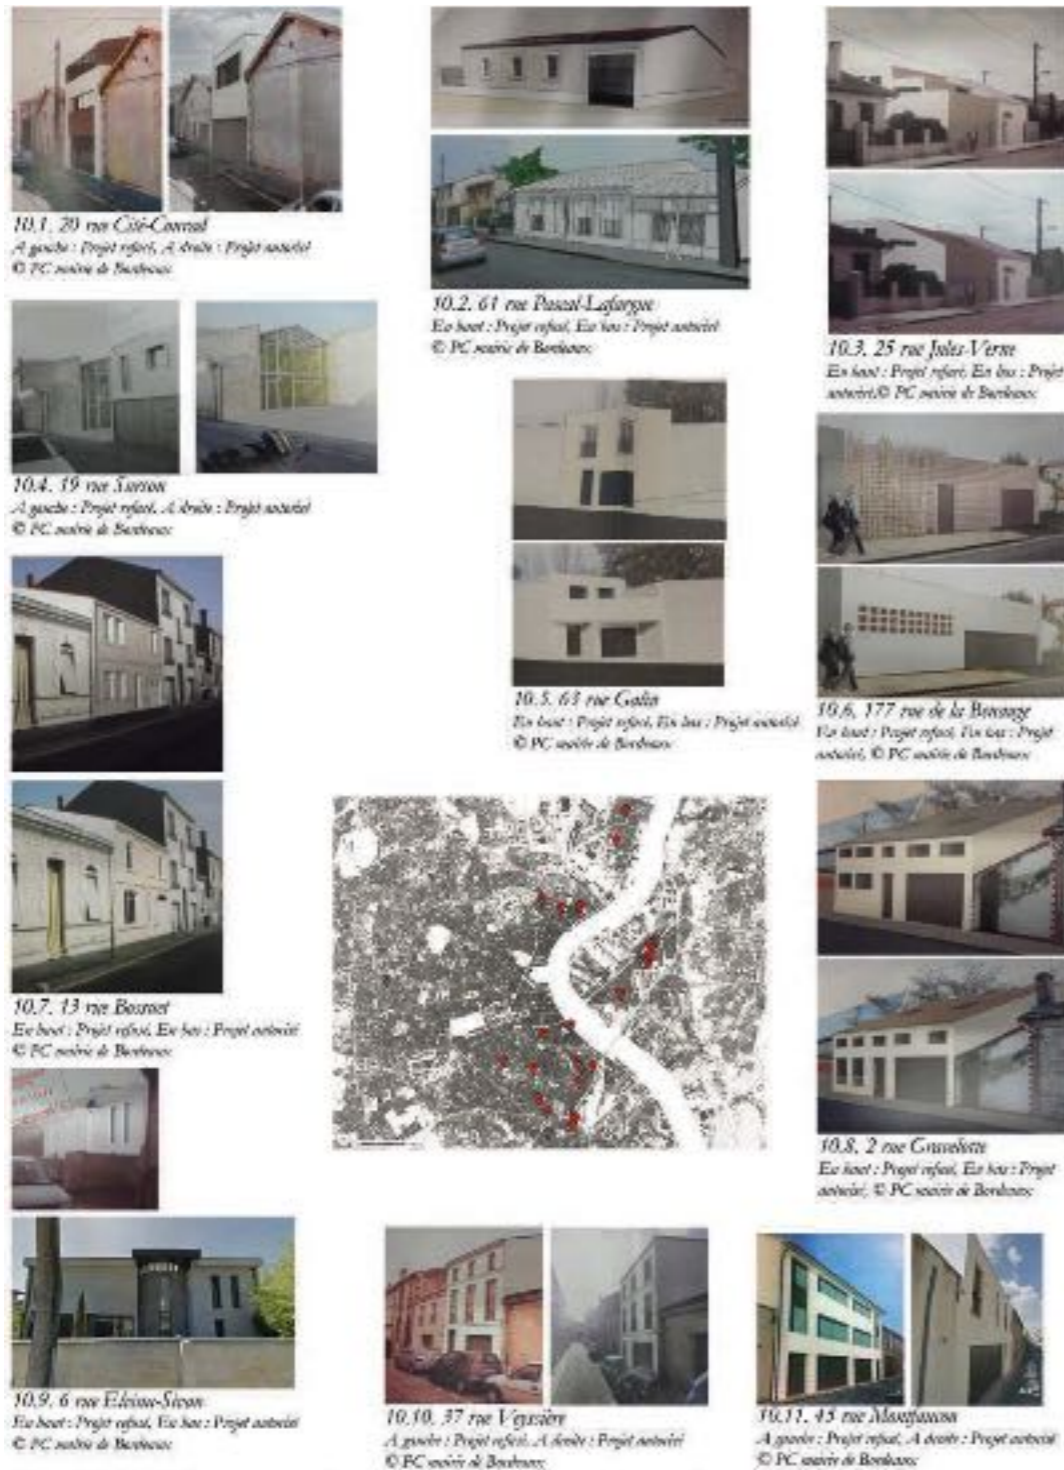 10.1. 20 rue Cité-Conrad
A gauche : Projet refusé, A droite : Projet autorisé
© PC mairie de Bordeaux
10.2. 61 rue Pascal-Lafargue
En haut : Projet refusé, En bas : Projet autorisé
© PC mairie de Bordeaux
10.3. 25 rue Jules-Verne
En haut : Projet refusé, En bas : Projet
autorisé,© PC mairie de Bordeaux
10.4. 19 rue Surson
A gauche : Projet refusé, A droite : Projet autorisé
© PC mairie de Bordeaux
10.5. 63 rue Galin
En haut : Projet refusé, En bas : Projet autorisé
© PC mairie de Bordeaux
10.6. 177 rue de la Benauge
En haut : Projet refusé, En bas : Projet
autorisé, © PC mairie de Bordeaux
10.7. 13 rue Bossuet
En haut : Projet refusé, En bas : Projet autorisé
© PC mairie de Bordeaux
10.8. 2 rue Gravelotte
En haut : Projet refusé, En bas : Projet
autorisé, © PC mairie de Bordeaux
10.9. 6 rue
En haut : Projet refusé, En bas : Projet autorisé
© PC mairie de Bordeaux
10.10. 37 rue Veyssière
A gauche : Projet refusé, A droite : Projet autorisé
© PC mairie de Bordeaux
10.11. 45 rue Montfaucon
A gauche : Projet refusé, A droite : Projet autorisé
© PC mairie de Bordeaux